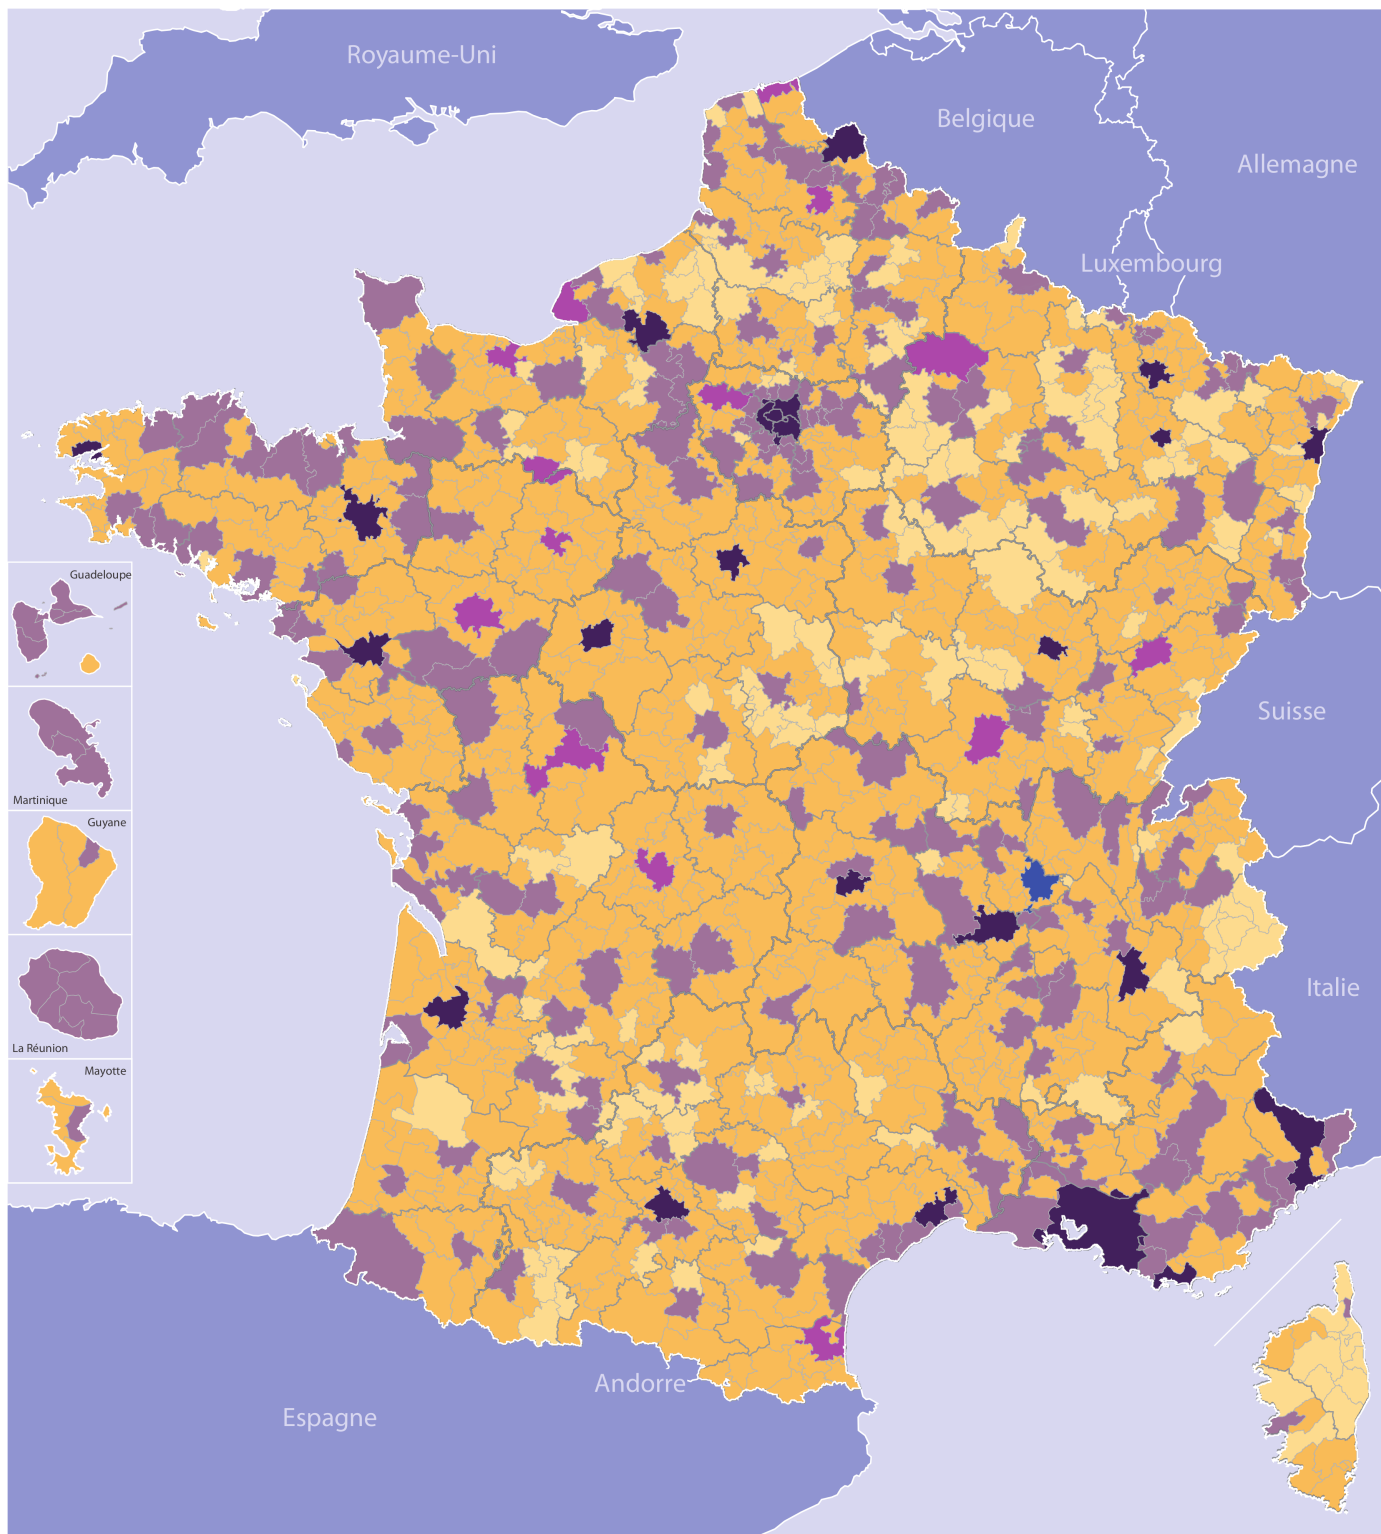 Royaume-Uni
Belgique
Allemagne
Luxembourg
Guadeloupe
Suisse
Martinique
Guyane
Italie
La Réunion
Mayotte
Andorre
Espagne